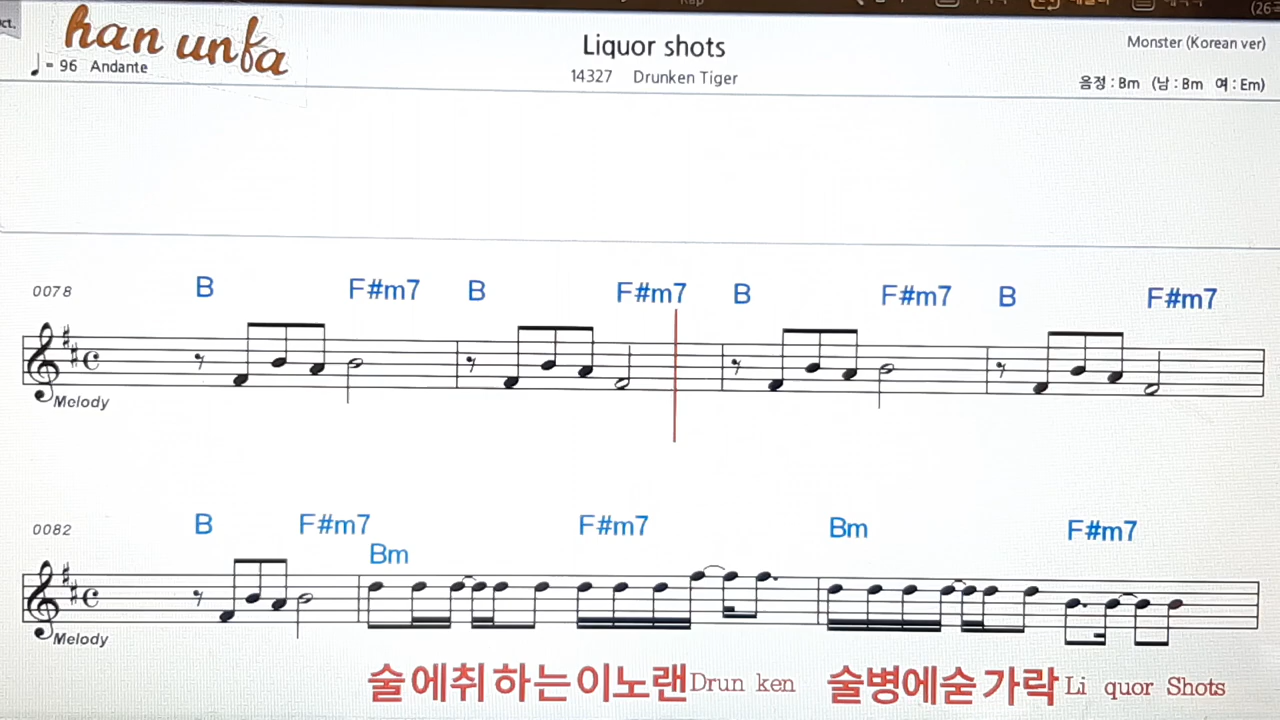 ct.
han unfa
Liquor shots
Monster (Korean ver)
= 96 Andante
14327 Drunken Tiger
음정 : Bm (남 : Bm 여 : Em)
0078 B F#m7 B F#m7 B F#m7 B F#m7
Melody
0082 B F#m7 Bm F#m7 Bm F#m7
Melody
술에취하는이노랜Drun ken 술병에숟가락Li quor Shots